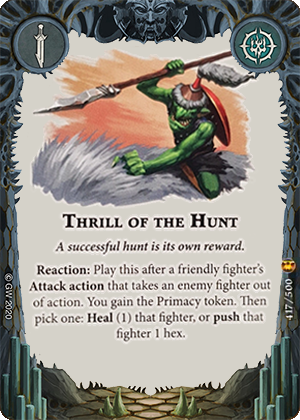 THRILL OF THE HUNT
A successful hunt is its own reward.
Reaction: Play this after a friendly fighter's
Attack action that takes an enemy fighter out
of action. You gain the Primacy token. Then
pick one: Heal (1) that fighter, or push that
fighter 1 hex.
© GW 2020
417/500